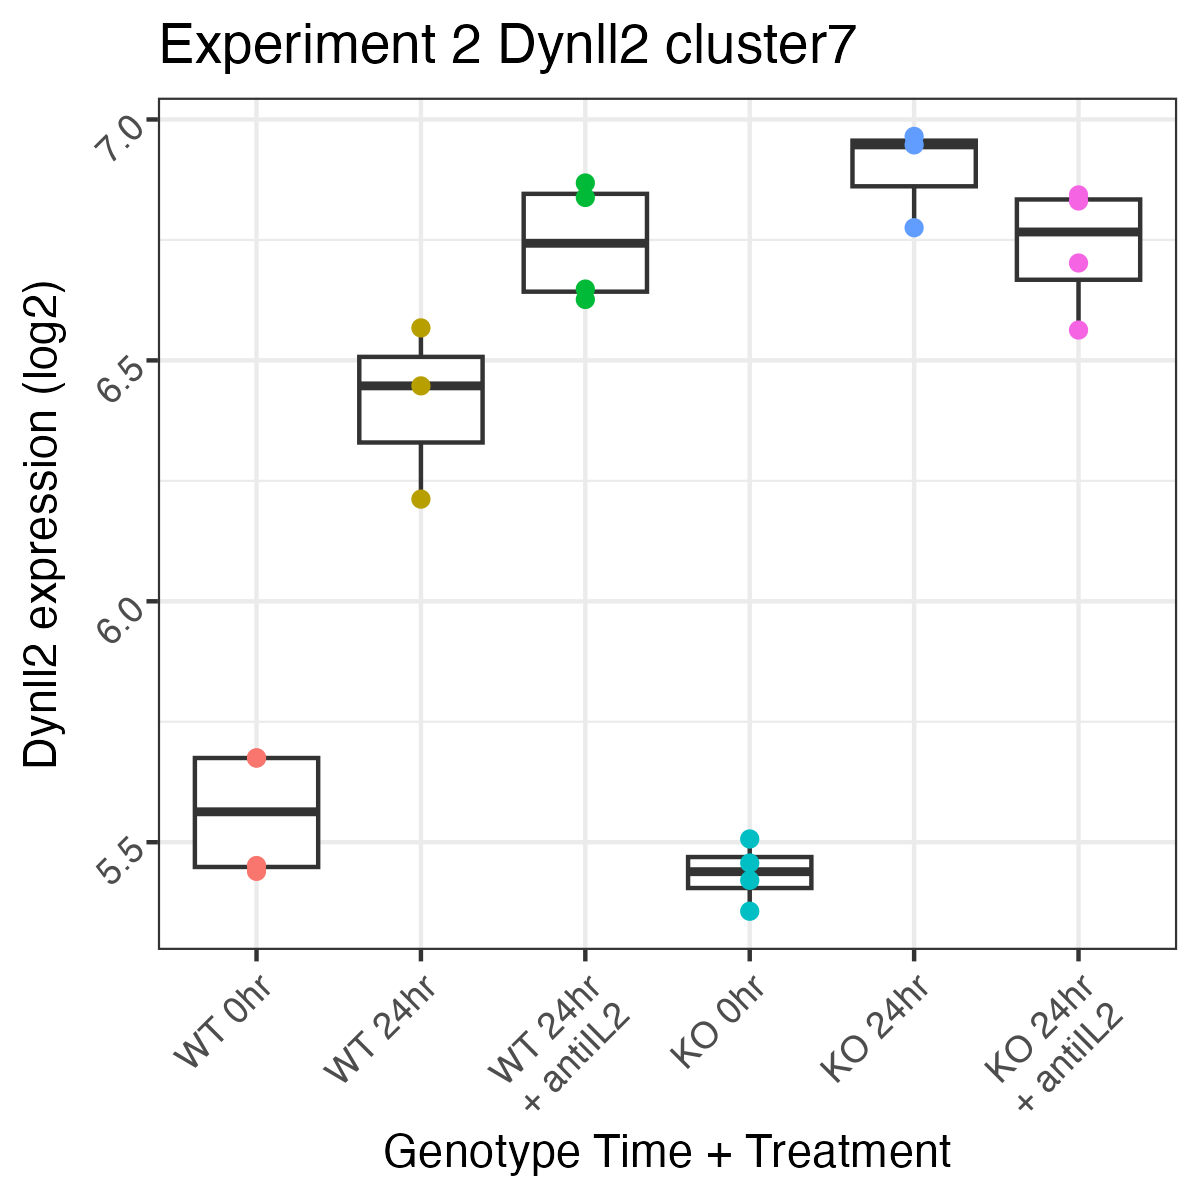 Experiment 2 Dynll2 cluster7
Dynll2 expression (log2)
7.0
6.5
6.0
5.5
WT 0hr
WT 24hr
WT 24hr
+ antiIL2
KO 0hr
KO 24hr
KO 24hr
+ antiIL2
Genotype Time + Treatment